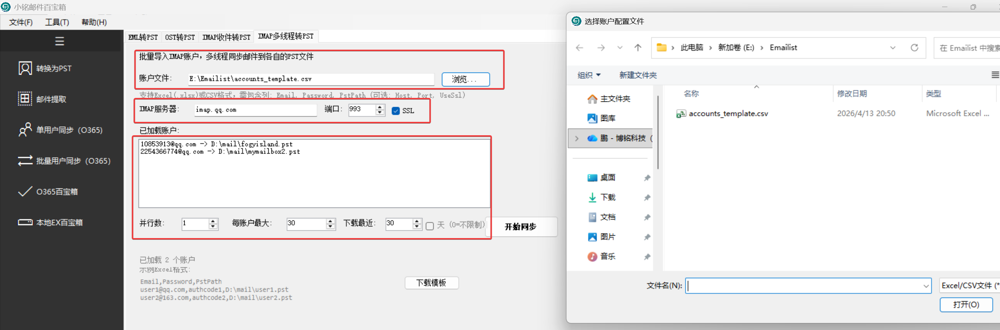 小铭邮件百宝箱
文件(F) 工具(T) 帮助(H)
转换为PST
邮件提取
单用户同步（O365）
批量用户同步（O365）
O365百宝箱
本地EX百宝箱
EML转PST OST转PST IMAP收件转PST IMAP多线程转PST
批量导入IMAP账户，多线程同步邮件到各自的PST文件
账户文件: E:\Emailist\accounts_template.csv 浏览...
支持Excel(.xlsx)或CSV格式，需包含列: Email, Password, PstPath (可选: Host, Port, UseSsl)
IMAP服务器: imap.qq.com 端口: 993 SSL
已加载账户:
10853913@qq.com -> D:\mail\fogyisland.pst
2254366774@qq.com -> D:\mail\mymailbox2.pst
并行数: 1 每账户最大: 30 下载最近: 30 天 (0=不限制) 开始同步
已加载 2 个账户
示例Excel格式:
Email,Password,PstPath
user1@qq.com,authcode1,D:\mail\user1.pst
user2@163.com,authcode2,D:\mail\user2.pst
下载模板
选择账户配置文件
此电脑 › 新加卷 (E:) › Emailist
在 Emailist 中搜索
组织 新建文件夹
主文件夹
图库
鹏 - 博铭科技 (
桌面
下载
文档
图片
音乐
名称 修改日期 类型
accounts_template.csv 2026/4/13 20:50 Microsoft Excel ...
文件名(N): Excel/CSV文件 (*
打开(O)